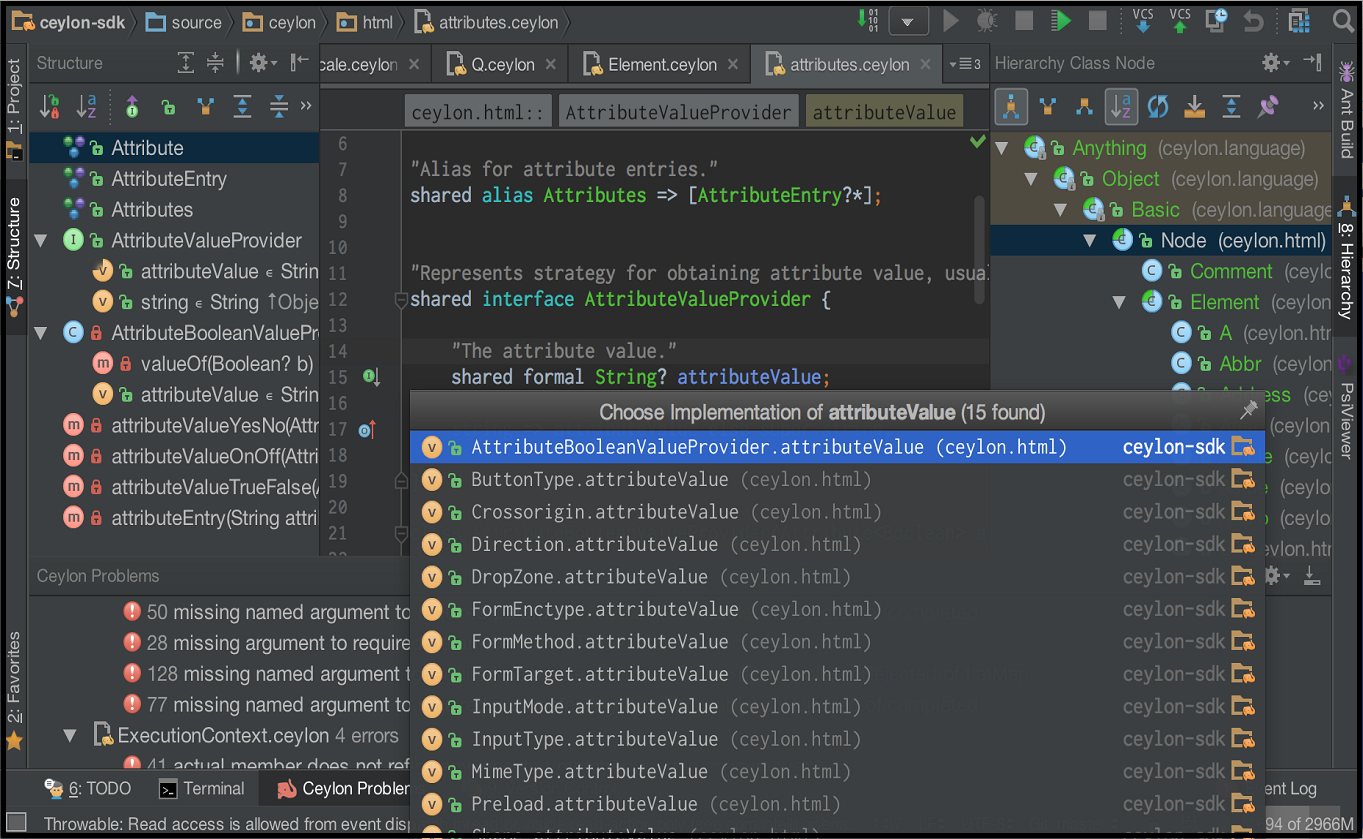 ceylon-sdk source ceylon html attributes.ceylon
VCS VCS
1: Project
7: Structure
2: Favorites
Structure
Attribute
AttributeEntry
Attributes
AttributeValueProvider
attributeValue ∈ Strin
string ∈ String ↑Obje
AttributeBooleanValuePr
valueOf(Boolean? b)
attributeValue ∈ Strin
attributeValueYesNo(Attr
attributeValueOnOff(Attri
attributeValueTrueFalse(A
attributeEntry(String attri
cale.ceylon Q.ceylon Element.ceylon attributes.ceylon 3
ceylon.html:: AttributeValueProvider attributeValue
6
7 "Alias for attribute entries."
8 shared alias Attributes => [AttributeEntry?*];
9
10
11 "Represents strategy for obtaining attribute value, usual
12 shared interface AttributeValueProvider {
13
14 "The attribute value."
15 shared formal String? attributeValue;
16
17
18
19
20
21
Hierarchy Class Node
Anything (ceylon.language)
Object (ceylon.language)
Basic (ceylon.language
Node (ceylon.html)
Comment (ceylo
Element (ceylon
A (ceylon.htr
Abbr (ceylon
Ant Build
8: Hierarchy
PsiViewer
Choose Implementation of attributeValue (15 found)
AttributeBooleanValueProvider.attributeValue (ceylon.html) ceylon-sdk
ButtonType.attributeValue (ceylon.html) ceylon-sdk
Crossorigin.attributeValue (ceylon.html) ceylon-sdk
Direction.attributeValue (ceylon.html) ceylon-sdk
DropZone.attributeValue (ceylon.html) ceylon-sdk
FormEnctype.attributeValue (ceylon.html) ceylon-sdk
FormMethod.attributeValue (ceylon.html) ceylon-sdk
FormTarget.attributeValue (ceylon.html) ceylon-sdk
InputMode.attributeValue (ceylon.html) ceylon-sdk
InputType.attributeValue (ceylon.html) ceylon-sdk
MimeType.attributeValue (ceylon.html) ceylon-sdk
Preload.attributeValue (ceylon.html) ceylon-sdk
Ceylon Problems
50 missing named argument to
28 missing argument to require
128 missing named argument t
77 missing named argument to
ExecutionContext.ceylon 4 errors
41 actual member does not ref
6: TODO Terminal Ceylon Probler ent Log
Throwable: Read access is allowed from event disp 94 of 2966M